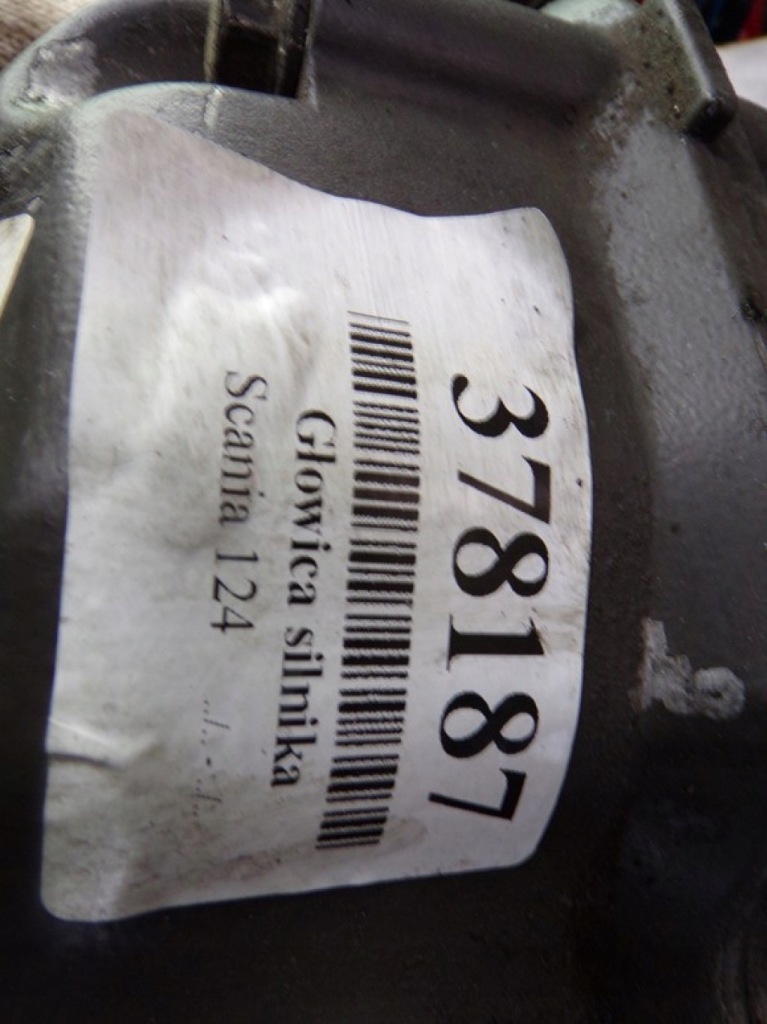 378187
Głowica silnika
Scania 124
../.. - ../..